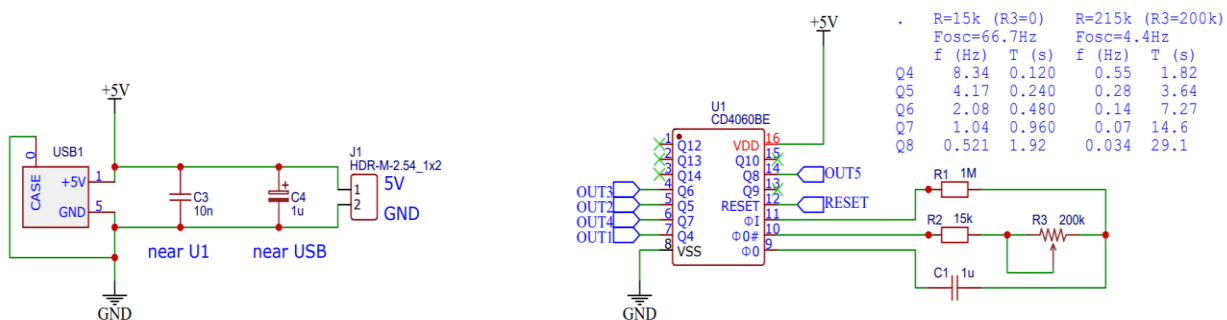 +5V
USB1
CASE
0
+5V
1
GND
5
C3
10n
C4
1u
+
J1
HDR-M-2.54_1x2
1
2
5V
GND
near U1
near USB
GND
+5V
. R=15k (R3=0) R=215k (R3=200k)
Fosc=66.7Hz Fosc=4.4Hz
f (Hz) T (s) f (Hz) T (s)
Q4 8.34 0.120 0.55 1.82
Q5 4.17 0.240 0.28 3.64
Q6 2.08 0.480 0.14 7.27
Q7 1.04 0.960 0.07 14.6
Q8 0.521 1.92 0.034 29.1
U1
CD4060BE
1 Q12 VDD 16
2 Q13 Q10 15
3 Q14 Q8 14 OUT5
OUT3 4 Q6 Q9 13
OUT2 5 Q5 RESET 12 RESET
OUT4 6 Q7 ΦI 11
OUT1 7 Q4 Φ0# 10
8 VSS Φ0 9
R1 1M
R2 15k
R3 200k
C1 1u
GND